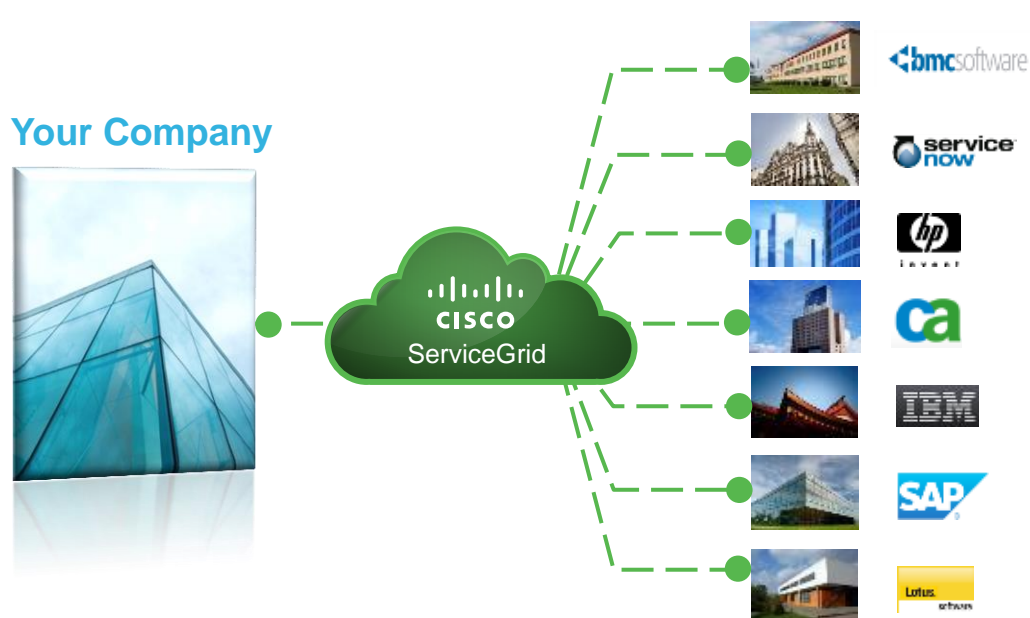 Your Company
CISCO
ServiceGrid
bmcsoftware
service
now
hp
invent
ca
IBM
SAP
Lotus.
software